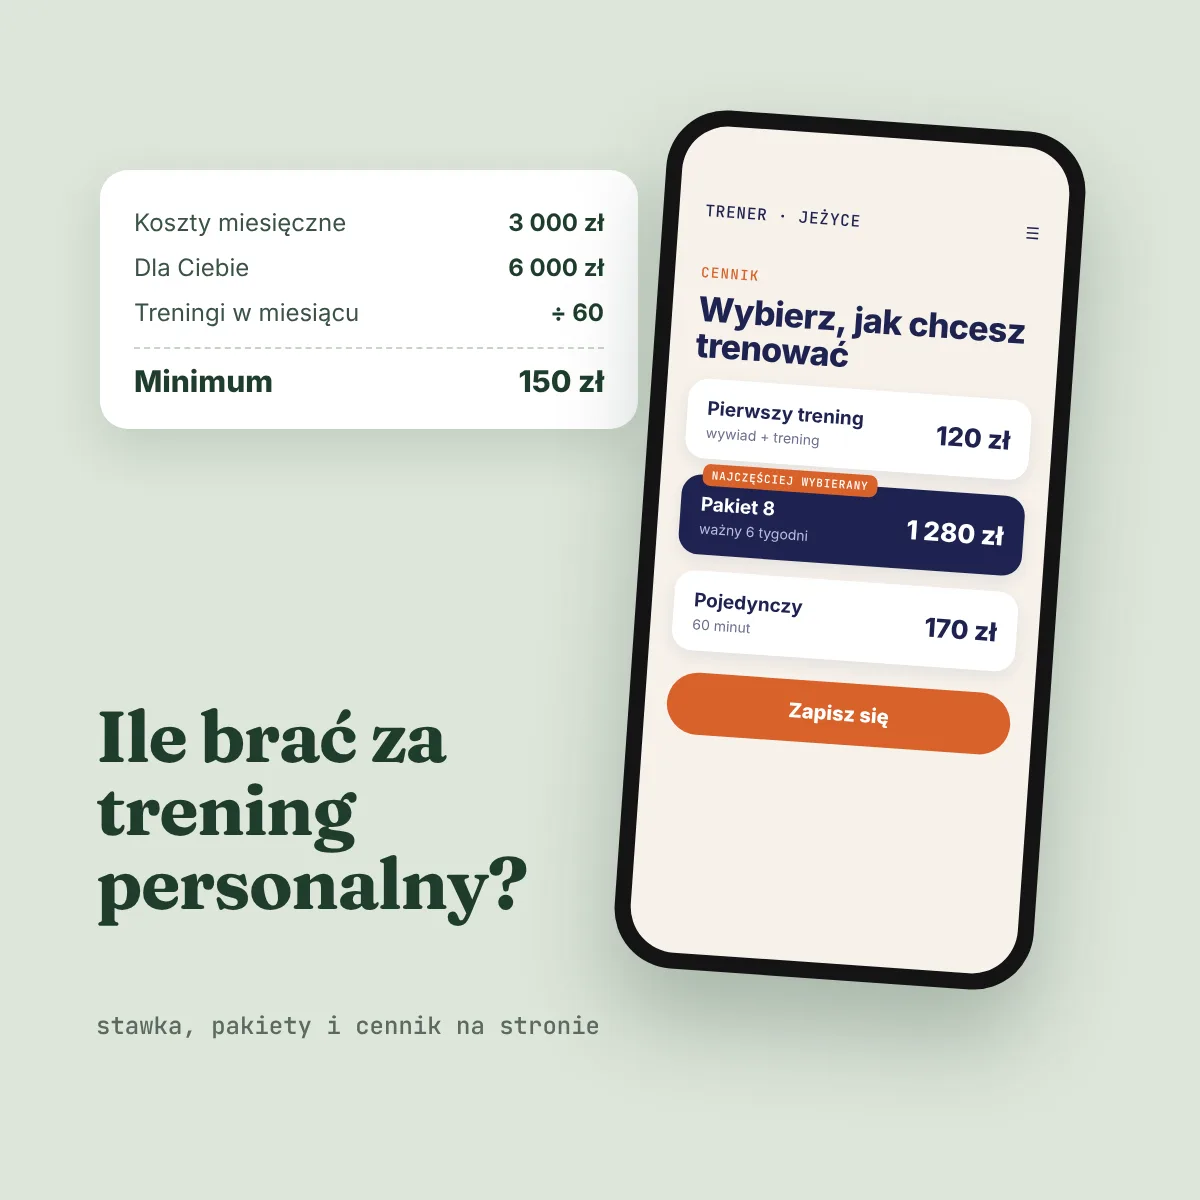 Koszty miesięczne 3 000 zł
Dla Ciebie 6 000 zł
Treningi w miesiącu ÷ 60
Minimum 150 zł
Ile brać za
trening
personalny?
stawka, pakiety i cennik na stronie
TRENER · JEŻYCE
CENNIK
Wybierz, jak chcesz
trenować
Pierwszy trening
wywiad + trening
120 zł
NAJCZĘŚCIEJ WYBIERANY
Pakiet 8
ważny 6 tygodni
1 280 zł
Pojedynczy
60 minut
170 zł
Zapisz się